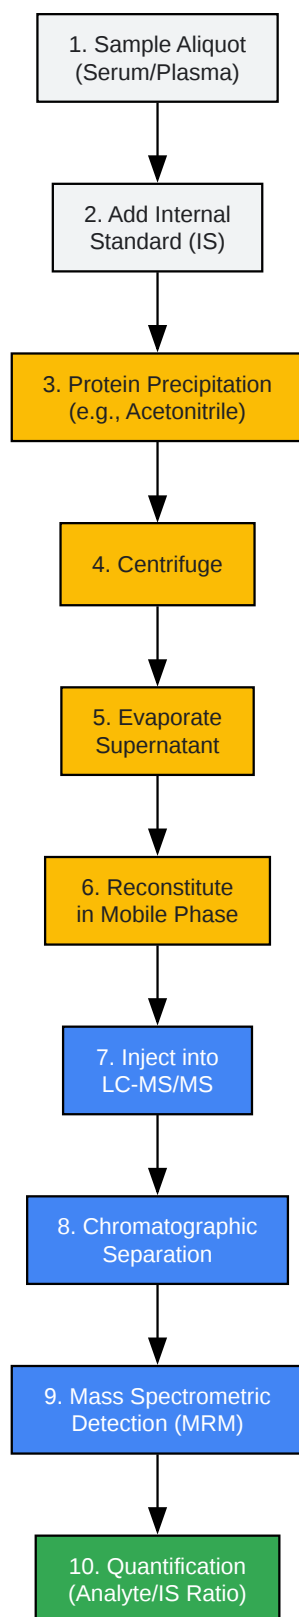 1. Sample Aliquot
(Serum/Plasma)
2. Add Internal
Standard (IS)
3. Protein Precipitation
(e.g., Acetonitrile)
4. Centrifuge
5. Evaporate
Supernatant
6. Reconstitute
in Mobile Phase
7. Inject into
LC-MS/MS
8. Chromatographic
Separation
9. Mass Spectrometric
Detection (MRM)
10. Quantification
(Analyte/IS Ratio)